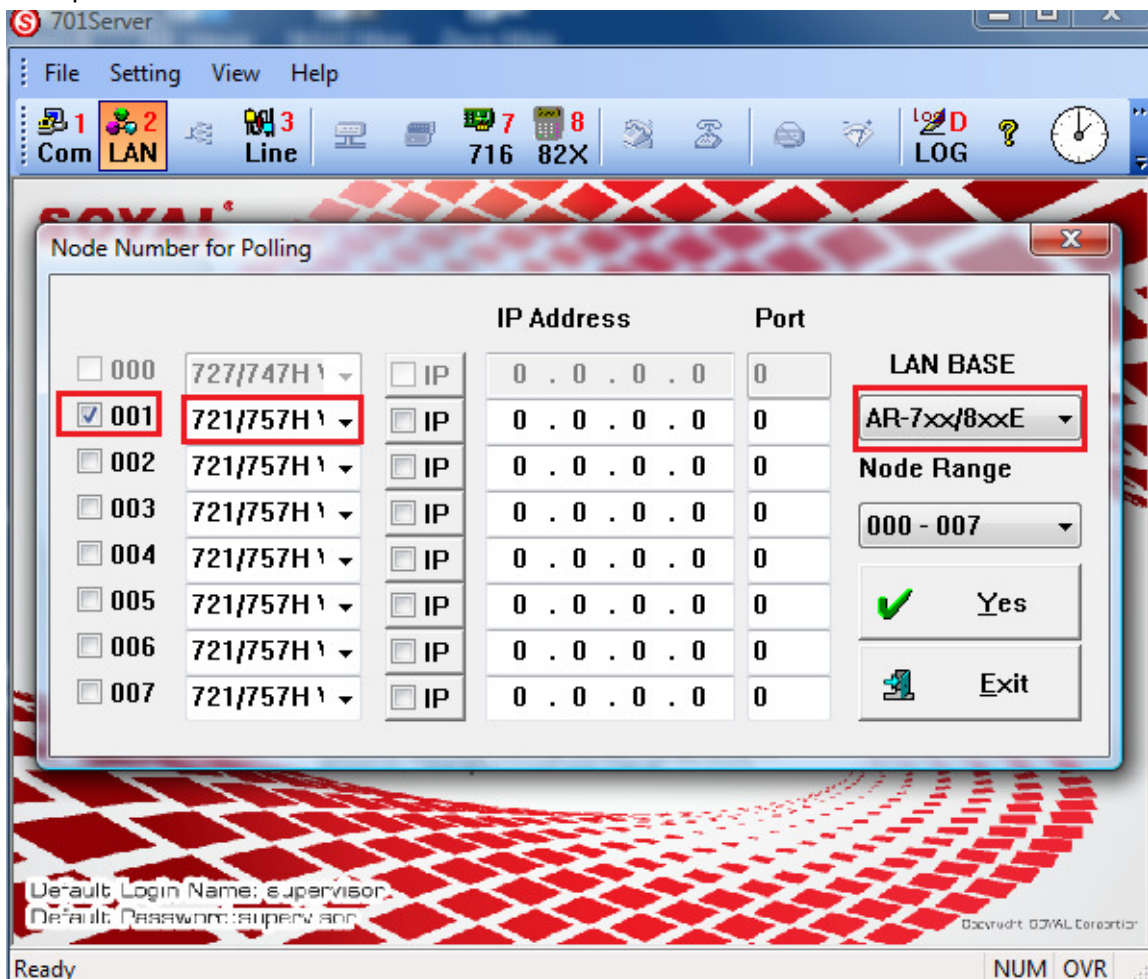 701Server
File Setting View Help
1 2 3 7 8 D
Com LAN Line 716 82X LOG
SOYAL
Node Number for Polling
IP Address Port
LAN BASE
000 727/747H IP 0 . 0 . 0 . 0 0
001 721/757H IP 0 . 0 . 0 . 0 0 AR-7xx/8xxE
002 721/757H IP 0 . 0 . 0 . 0 0 Node Range
003 721/757H IP 0 . 0 . 0 . 0 0 000 - 007
004 721/757H IP 0 . 0 . 0 . 0 0
005 721/757H IP 0 . 0 . 0 . 0 0 Yes
006 721/757H IP 0 . 0 . 0 . 0 0
007 721/757H IP 0 . 0 . 0 . 0 0 Exit
Default Login Name: supervisor
Default Password:supervisor
Ready NUM OVR